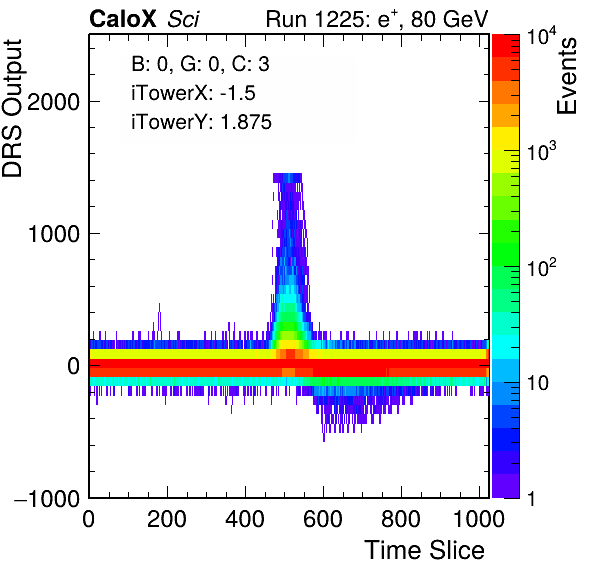 CaloX Sci Run 1225: e+, 80 GeV
B: 0, G: 0, C: 3
iTowerX: -1.5
iTowerY: 1.875
DRS Output
2000
1000
0
−1000
0 200 400 600 800 1000
Time Slice
10^4
10^3
10^2
10
1
Events